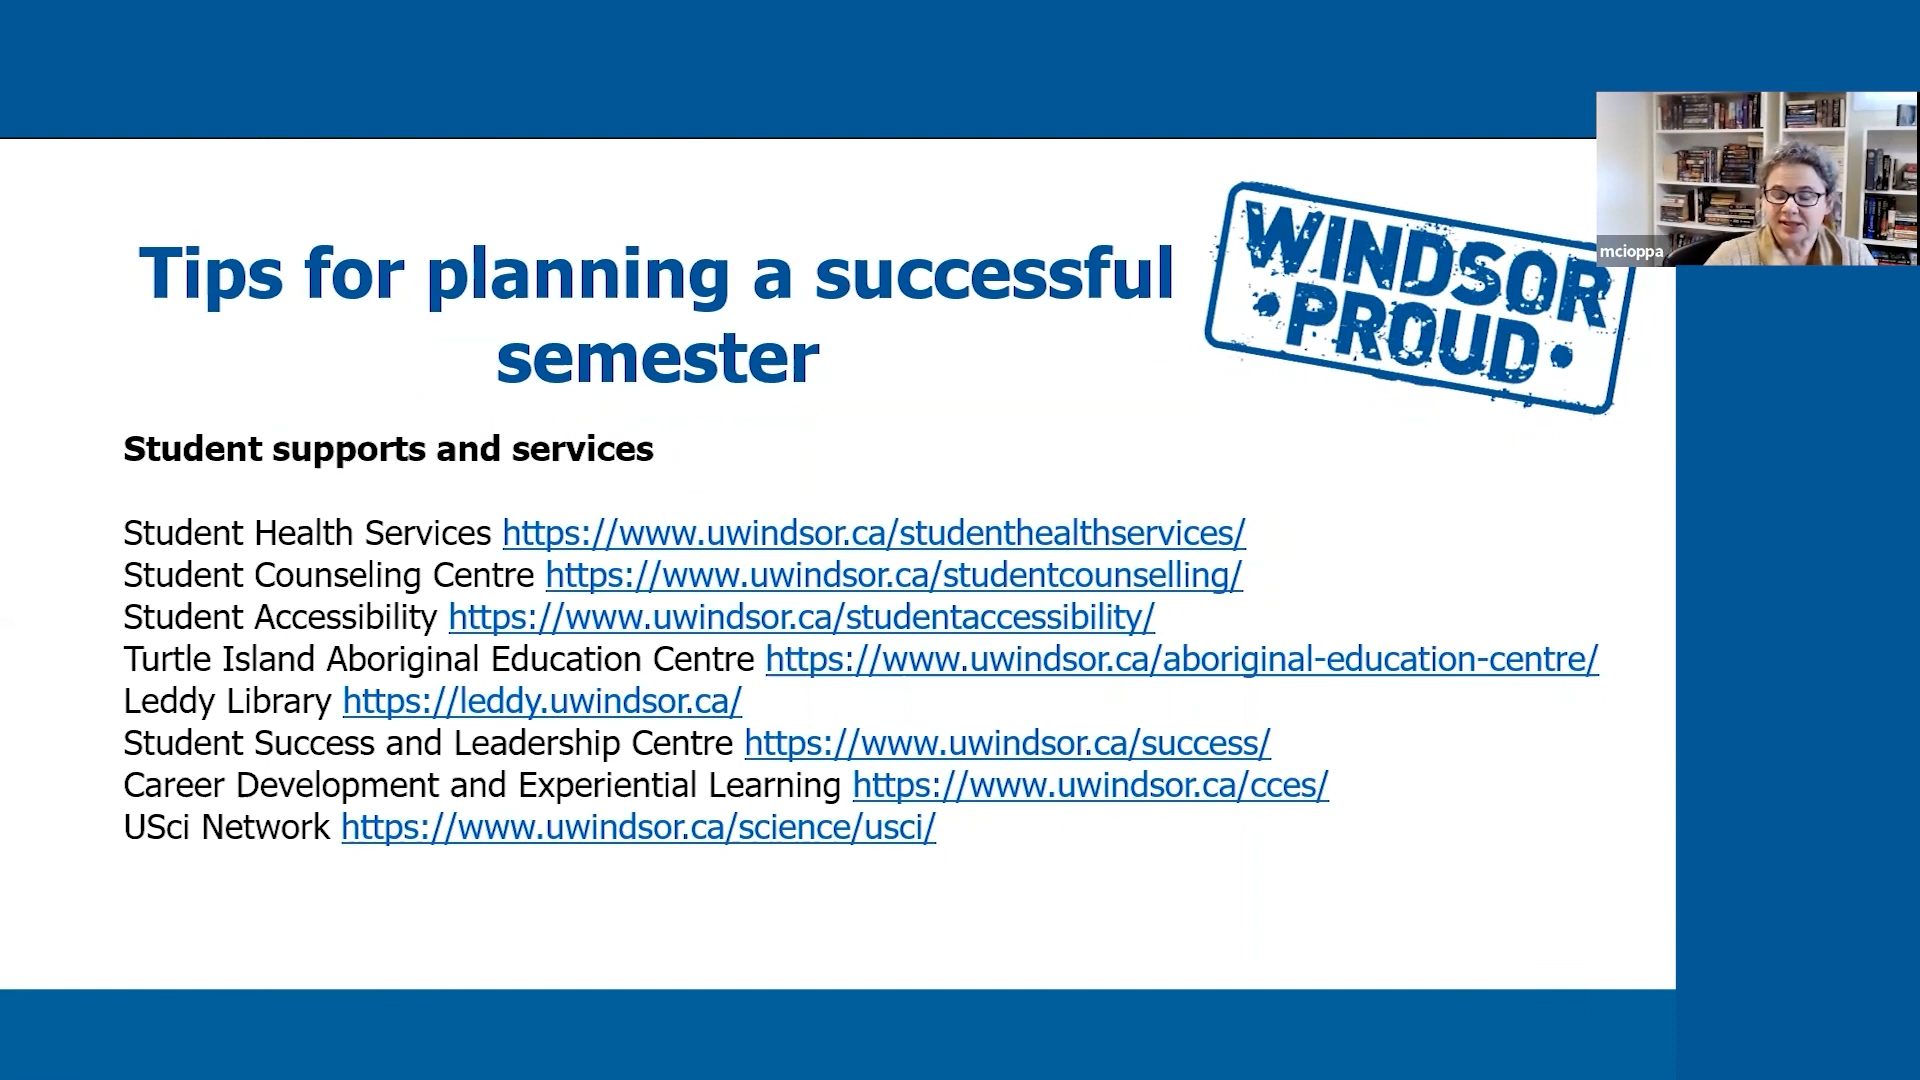 Tips for planning a successful
semester
WINDSOR
• PROUD •
mcioppa
Student supports and services
Student Health Services https://www.uwindsor.ca/studenthealthservices/
Student Counseling Centre https://www.uwindsor.ca/studentcounselling/
Student Accessibility https://www.uwindsor.ca/studentaccessibility/
Turtle Island Aboriginal Education Centre https://www.uwindsor.ca/aboriginal-education-centre/
Leddy Library https://leddy.uwindsor.ca/
Student Success and Leadership Centre https://www.uwindsor.ca/success/
Career Development and Experiential Learning https://www.uwindsor.ca/cces/
USci Network https://www.uwindsor.ca/science/usci/